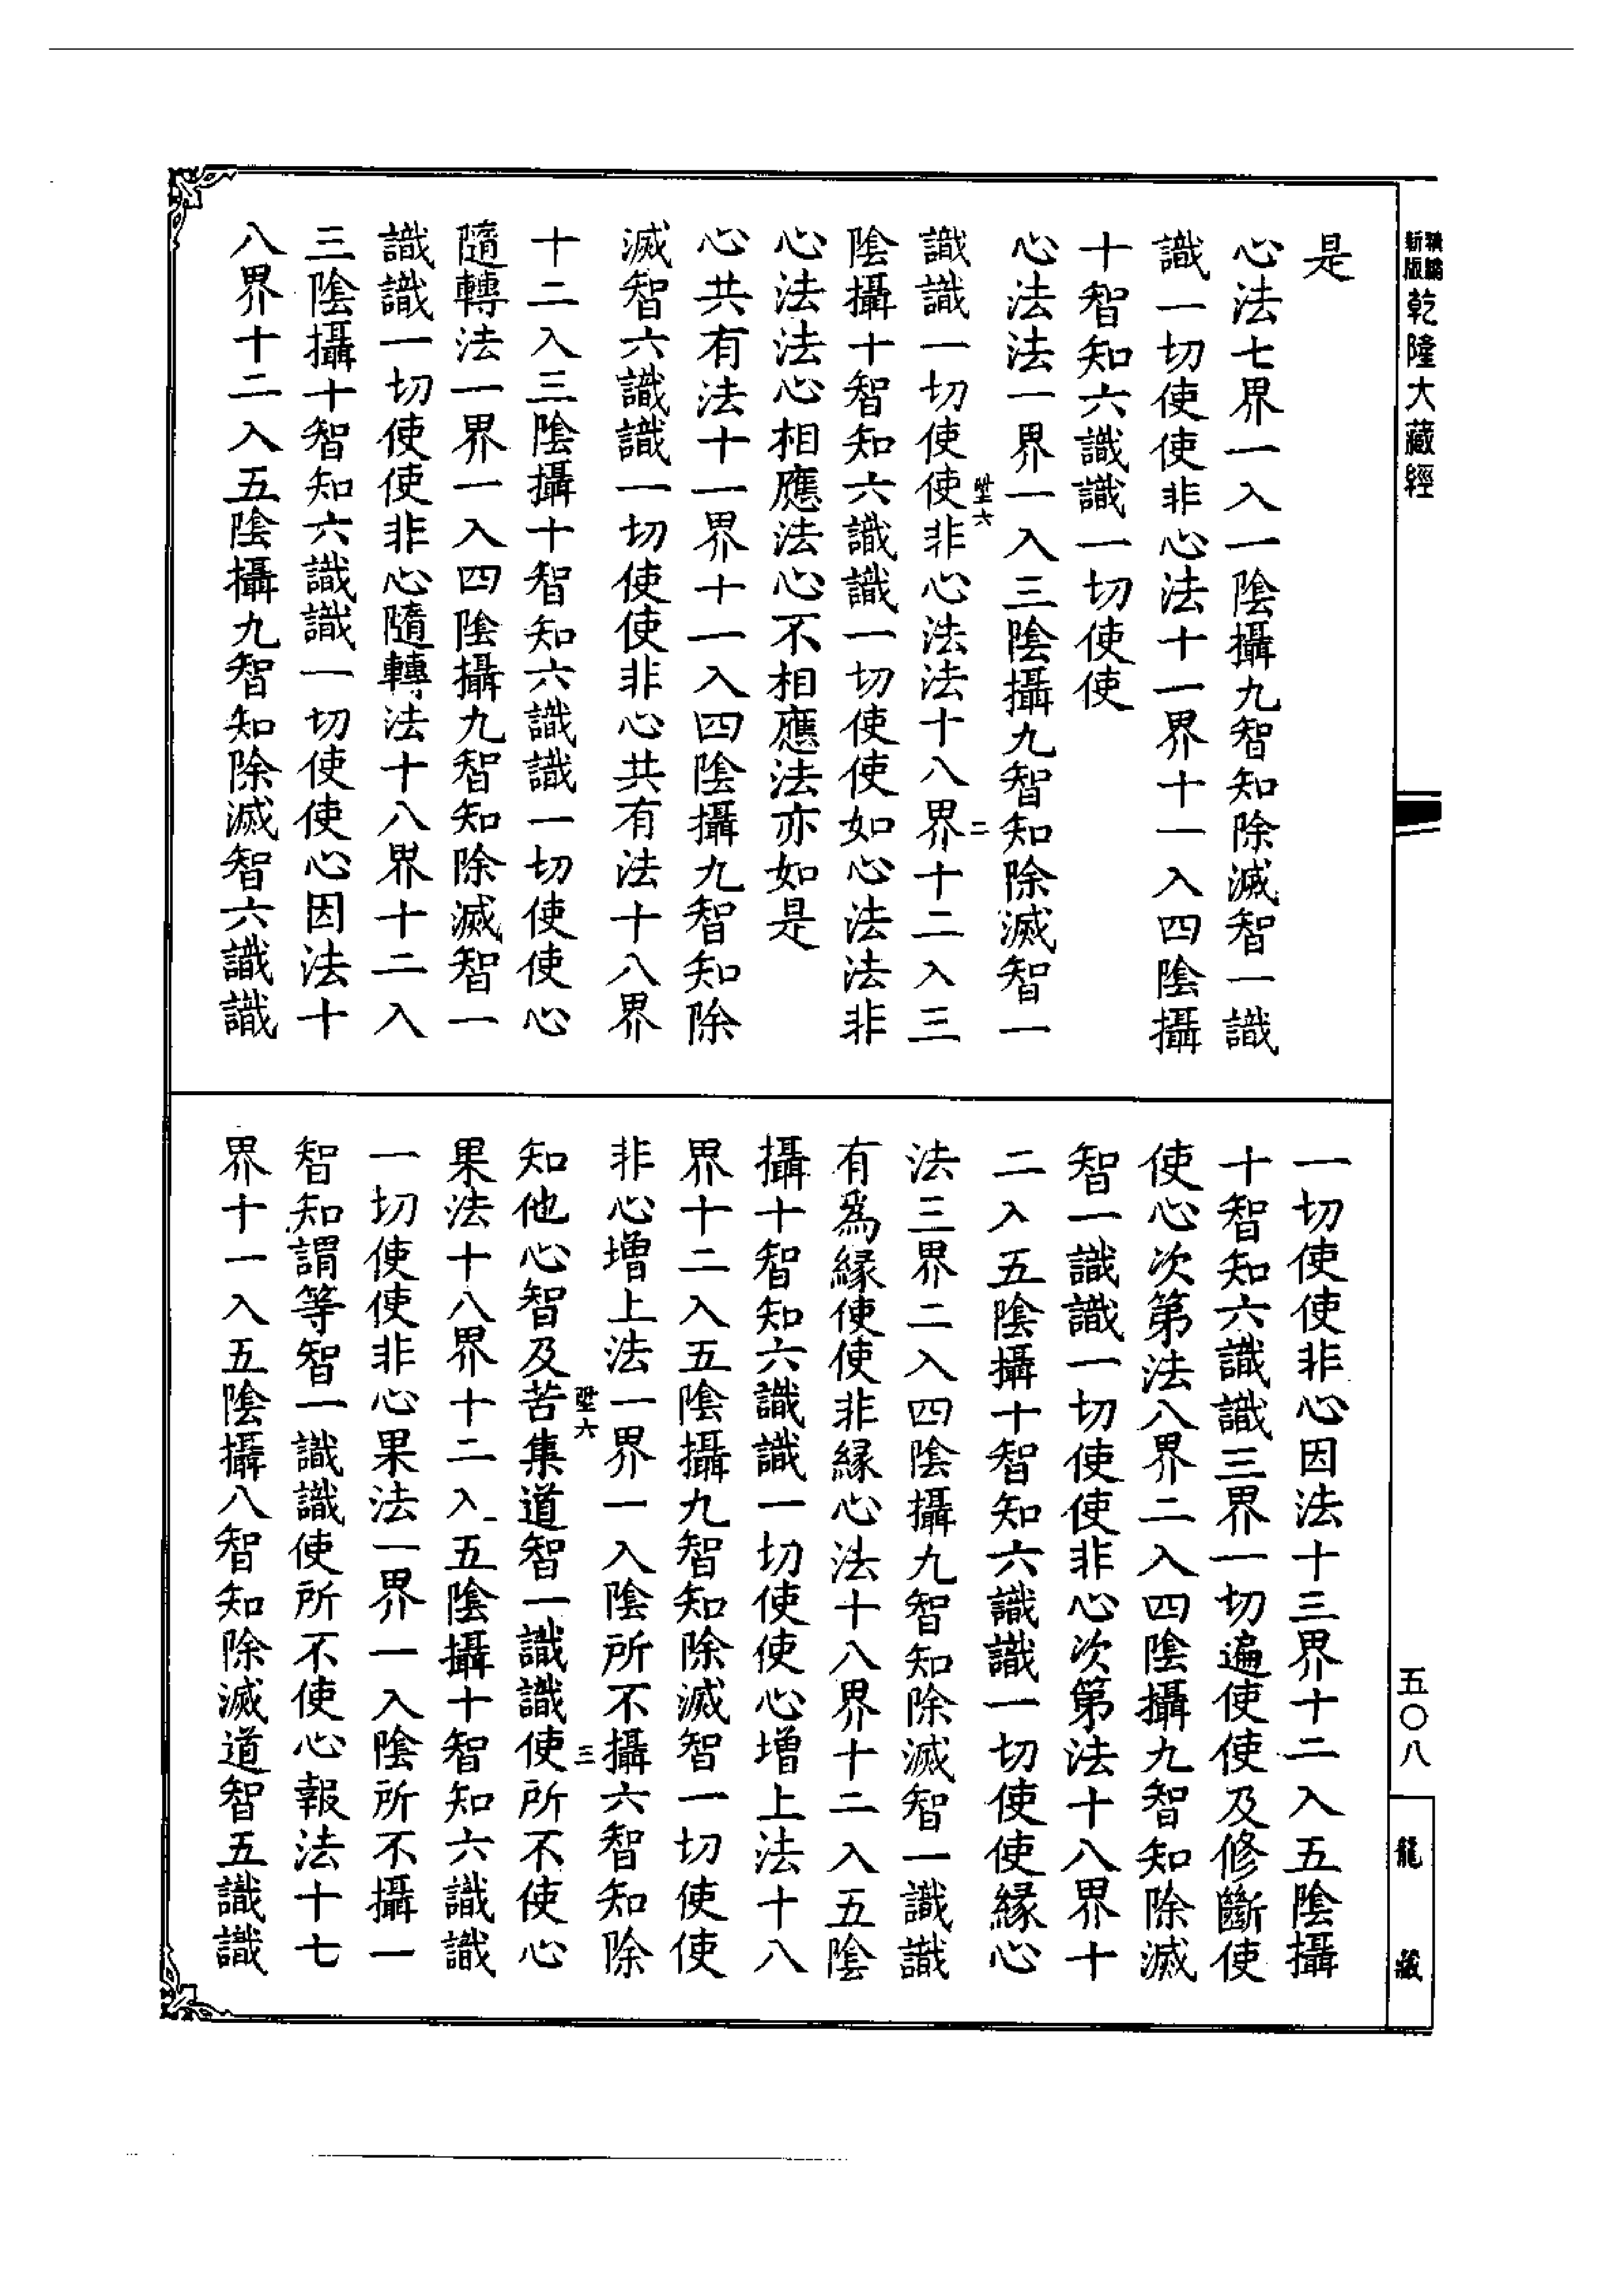 新編
新版
乾隆大藏經
是
心法七界一入一陰攝九智知除滅智一識
識一切使使非心法十一界十一入四陰攝
十智知六識識一切使使
心法法一界一入三陰攝九智知除滅智一
六
二
識識一切使使非心法法十八界十二入三
陰攝十智知六識識一切使使如心法法非
心法法心相應法心不相應法亦如是
心共有法十一界十一入四陰攝九智知除
滅智六識識一切使使非心共有法十八界
十二入三陰攝十智知六識識一切使使心
隨轉法一界一入四陰攝九智知除滅智一
識識一切使使非心隨轉法十八界十二入
三陰攝十智知六識識一切使使心因法十
八界十二入五陰攝九智知除滅智六識識
一切使使非心因法十三界十二入五陰攝
十智知六識識三界一切遍使使及修斷使
使心次第法八界二入四陰攝九智知除滅
智一識識一切使使非心次第法十八界十
二入五陰攝十智知六識識一切使使緣心
法三界二入四陰攝九智知除滅智一識識
有爲緣使使非緣心法十八界十二入五陰
攝十智知六識識一切使使心增上法十八
界十二入五陰攝九智知除滅智一切使使
非心增上法一界一入陰所不攝六智知除
六
三
知他心智及苦集道智一識識使所不使心
果法十八界十二入五陰攝十智知六識識
一切使使非心果法一界一入陰所不攝一
智知謂等智一識識使所不使心報法十七
界十一入五陰攝八智知除滅道智五識識
五〇八
龍藏